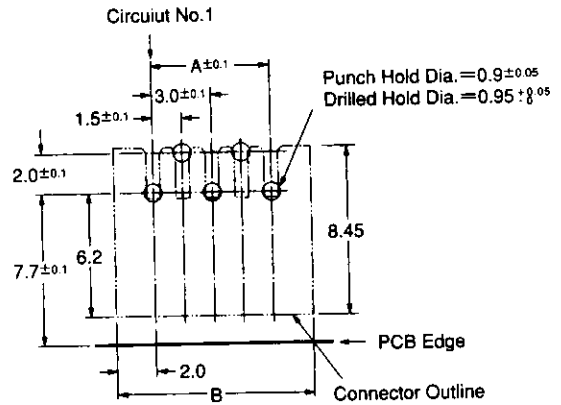 Circuiut No.1
A±0.1
3.0±0.1
1.5±0.1
Punch Hold Dia.=0.9±0.05
Drilled Hold Dia.=0.95 +0.05 0
2.0±0.1
7.7±0.1
6.2
8.45
PCB Edge
2.0
B
Connector Outline